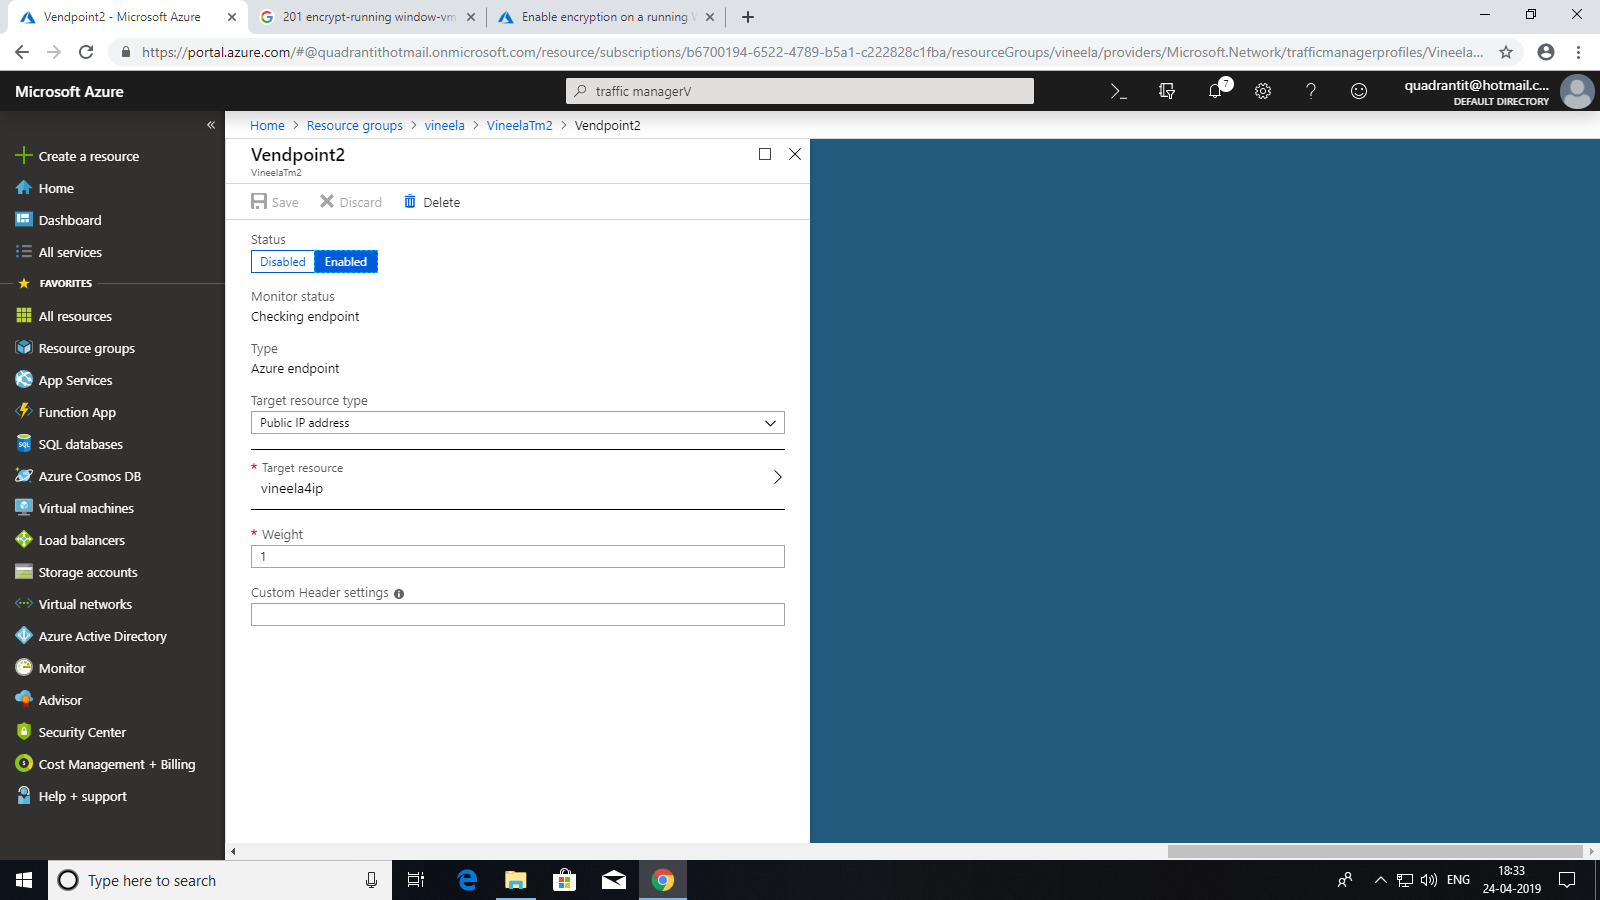 Vendpoint2 - Microsoft Azure
201 encrypt-running window-vm
Enable encryption on a running
https://portal.azure.com/#@quadrantithotmail.onmicrosoft.com/resource/subscriptions/b6700194-6522-4789-b5a1-c222828c1fba/resourceGroups/vineela/providers/Microsoft.Network/trafficmanagerprofiles/Vineela...
Microsoft Azure
traffic managerV
7
quadrantit@hotmail.c...
DEFAULT DIRECTORY
Home > Resource groups > vineela > VineelaTm2 > Vendpoint2
Create a resource
Home
Dashboard
All services
FAVORITES
All resources
Resource groups
App Services
Function App
SQL databases
Azure Cosmos DB
Virtual machines
Load balancers
Storage accounts
Virtual networks
Azure Active Directory
Monitor
Advisor
Security Center
Cost Management + Billing
Help + support
Vendpoint2
VineelaTm2
Save Discard Delete
Status
Disabled Enabled
Monitor status
Checking endpoint
Type
Azure endpoint
Target resource type
Public IP address
* Target resource
vineela4ip
* Weight
1
Custom Header settings
Type here to search
ENG
18:33
24-04-2019